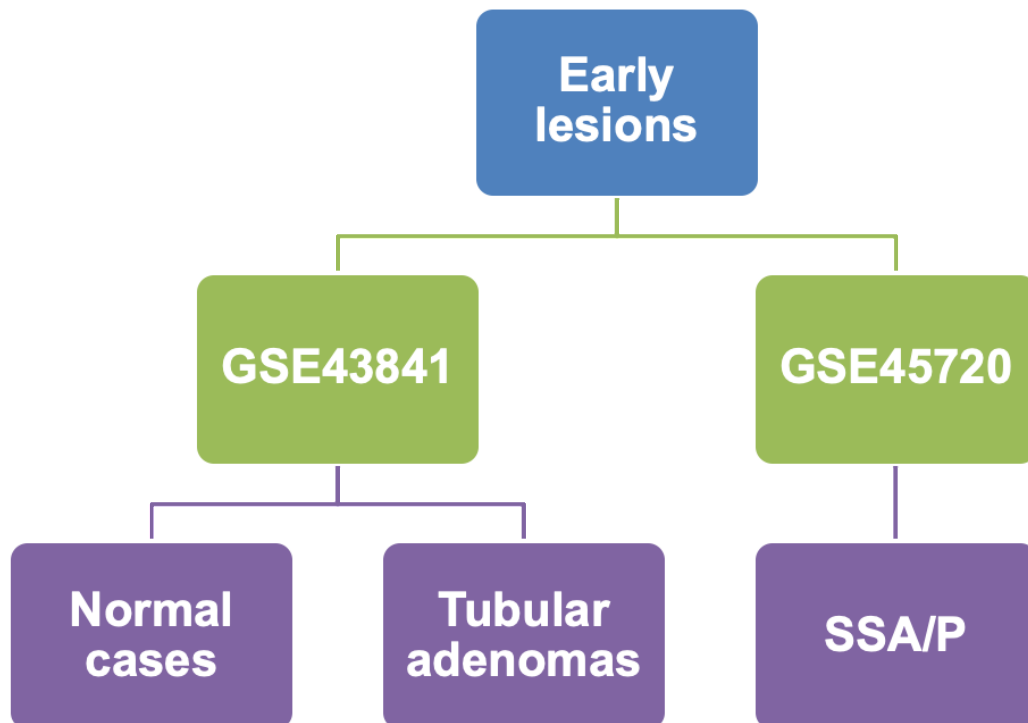 Early
lesions
GSE43841
GSE45720
Normal
cases
Tubular
adenomas
SSA/P